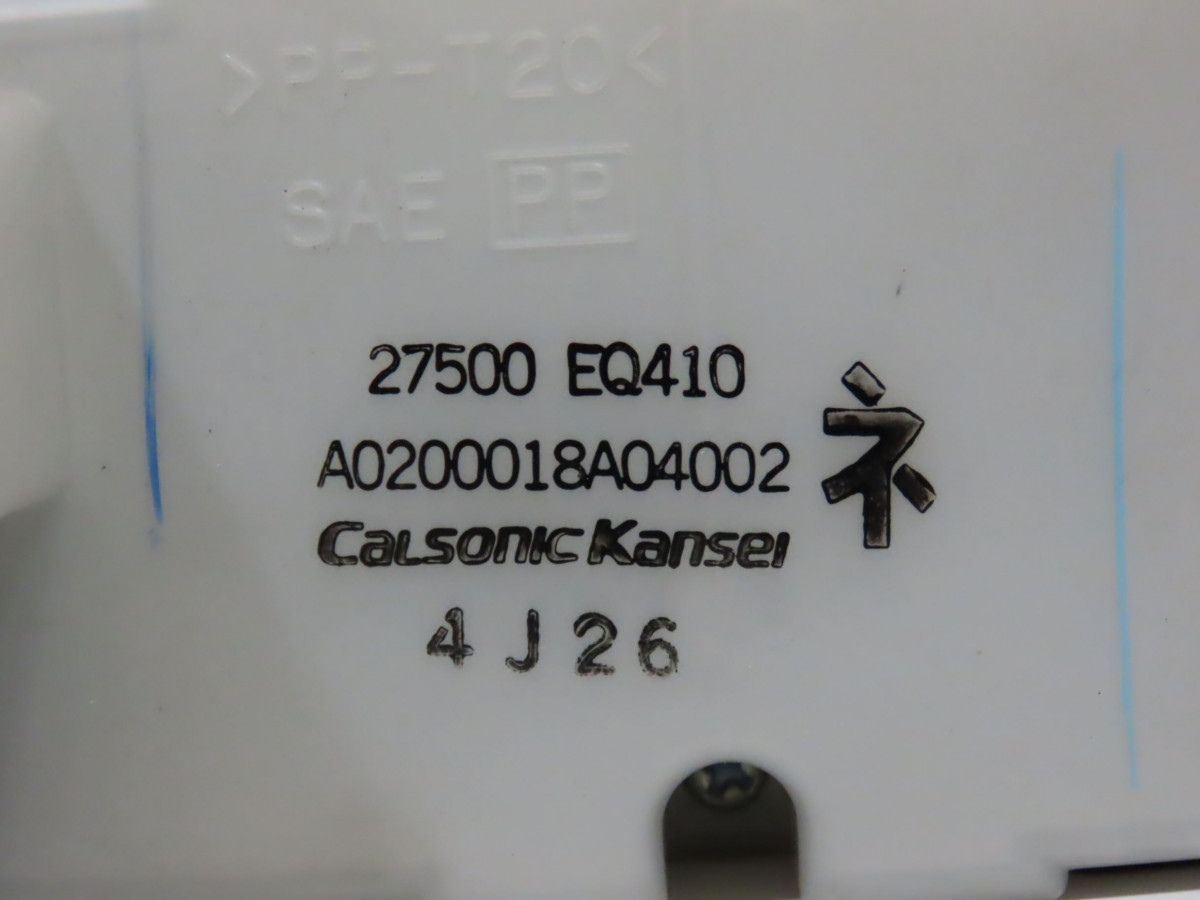 >PP-T20<
SAE PP
27500 EQ410
A0200018A04002
ネ
CalsonicKansei
4J26